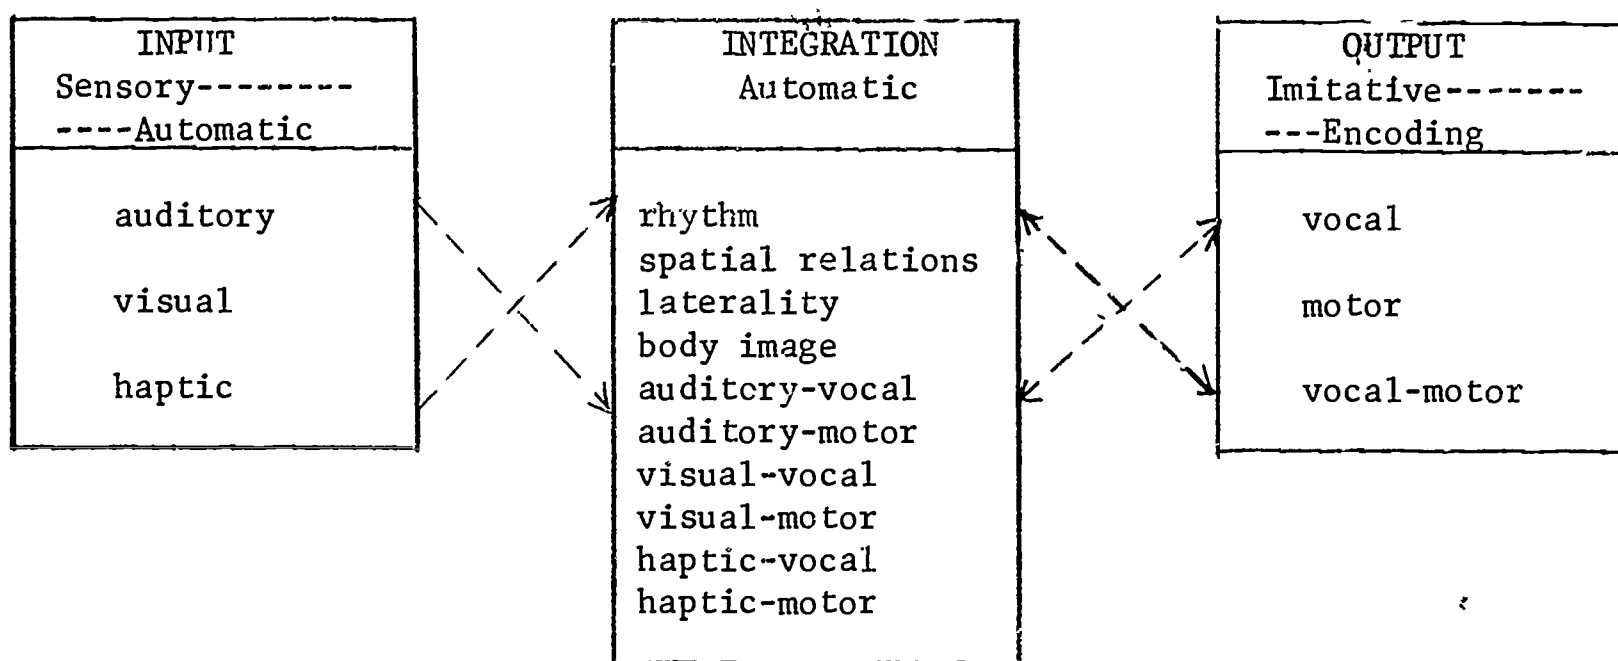 INPUT
Sensory--------
----Automatic
auditory
visual
haptic
INTEGRATION
Automatic
rhythm
spatial relations
laterality
body image
auditory-vocal
auditory-motor
visual-vocal
visual-motor
haptic-vocal
haptic-motor
OUTPUT
Imitative-------
---Encoding
vocal
motor
vocal-motor